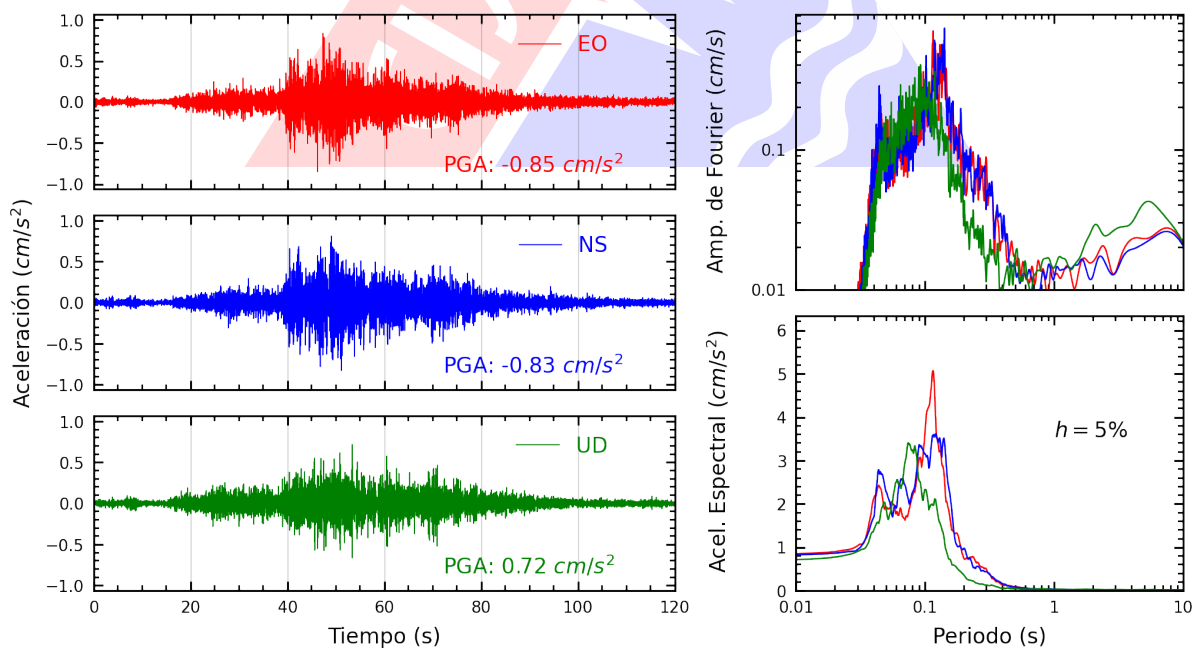 Aceleración (cm/s²)
1.0
0.5
0.0
−0.5
−1.0
EO
PGA: -0.85 cm/s²
1.0
0.5
0.0
−0.5
−1.0
NS
PGA: -0.83 cm/s²
1.0
0.5
0.0
−0.5
−1.0
UD
PGA: 0.72 cm/s²
0 20 40 60 80 100 120
Tiempo (s)
Amp. de Fourier (cm/s)
0.1
0.01
Acel. Espectral (cm/s²)
6
5
4
3
2
1
0
h = 5%
0.01 0.1 1 10
Periodo (s)